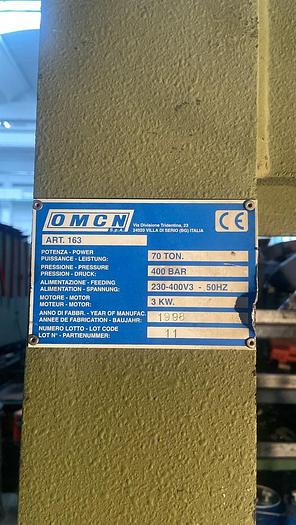 OMCN S.p.A.
Via Divisione Tridentina, 23
24020 VILLA DI SERIO (BG) ITALIA
CE
ART. 163
POTENZA - POWER
PUISSANCE - LEISTUNG: 70 TON.
PRESSIONE - PRESSURE
PRESSION - DRUCK: 400 BAR
ALIMENTAZIONE - FEEDING
ALIMENTATION - SPANNUNG: 230-400V3 - 50HZ
MOTORE - MOTOR
MOTEUR - MOTOR: 3 KW.
ANNO DI FABBR. - YEAR OF MANUFAC.
ANNEE DE FABRICATION - BAUJAHR: 1998
NUMERO LOTTO - LOT CODE
LOT N° - PARTIENUMMER: 11